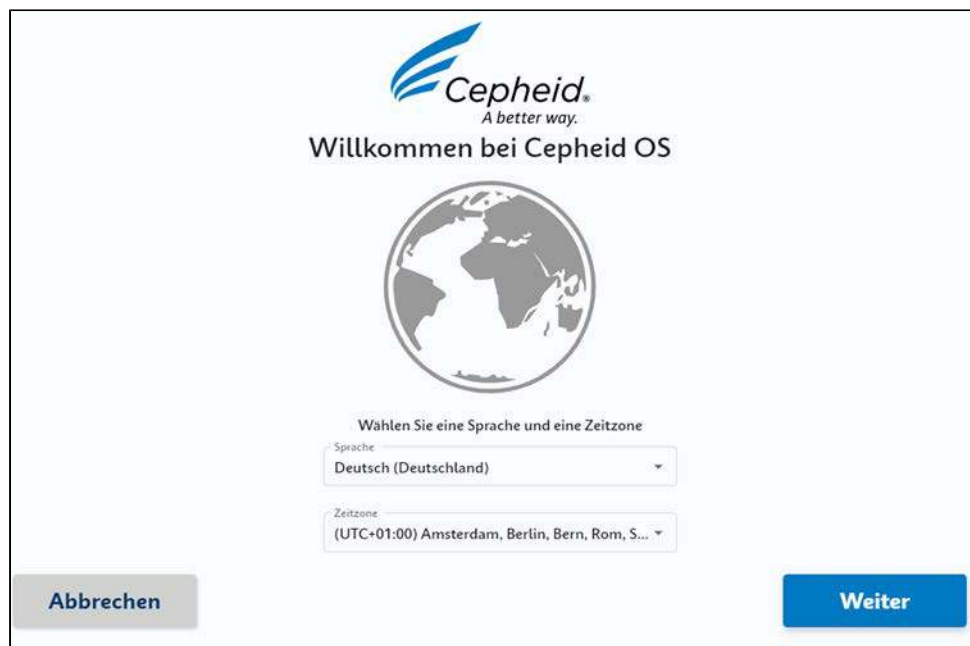 Cepheid®
A better way.
Willkommen bei Cepheid OS
Wählen Sie eine Sprache und eine Zeitzone
Sprache
Deutsch (Deutschland)
Zeitzone
(UTC+01:00) Amsterdam, Berlin, Bern, Rom, S...
Abbrechen
Weiter